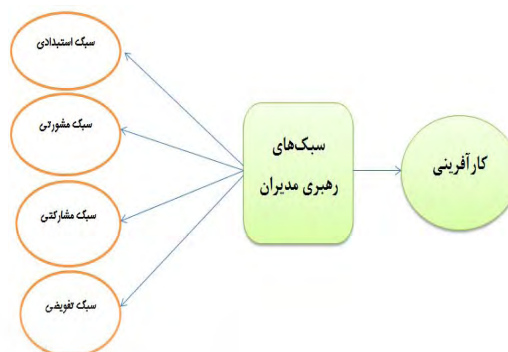 سبک استبدادی
سبک مشورتی
سبک مشارکتی
سبک تفویضی
سبک‌های
رهبری مدیران
کارآفرینی